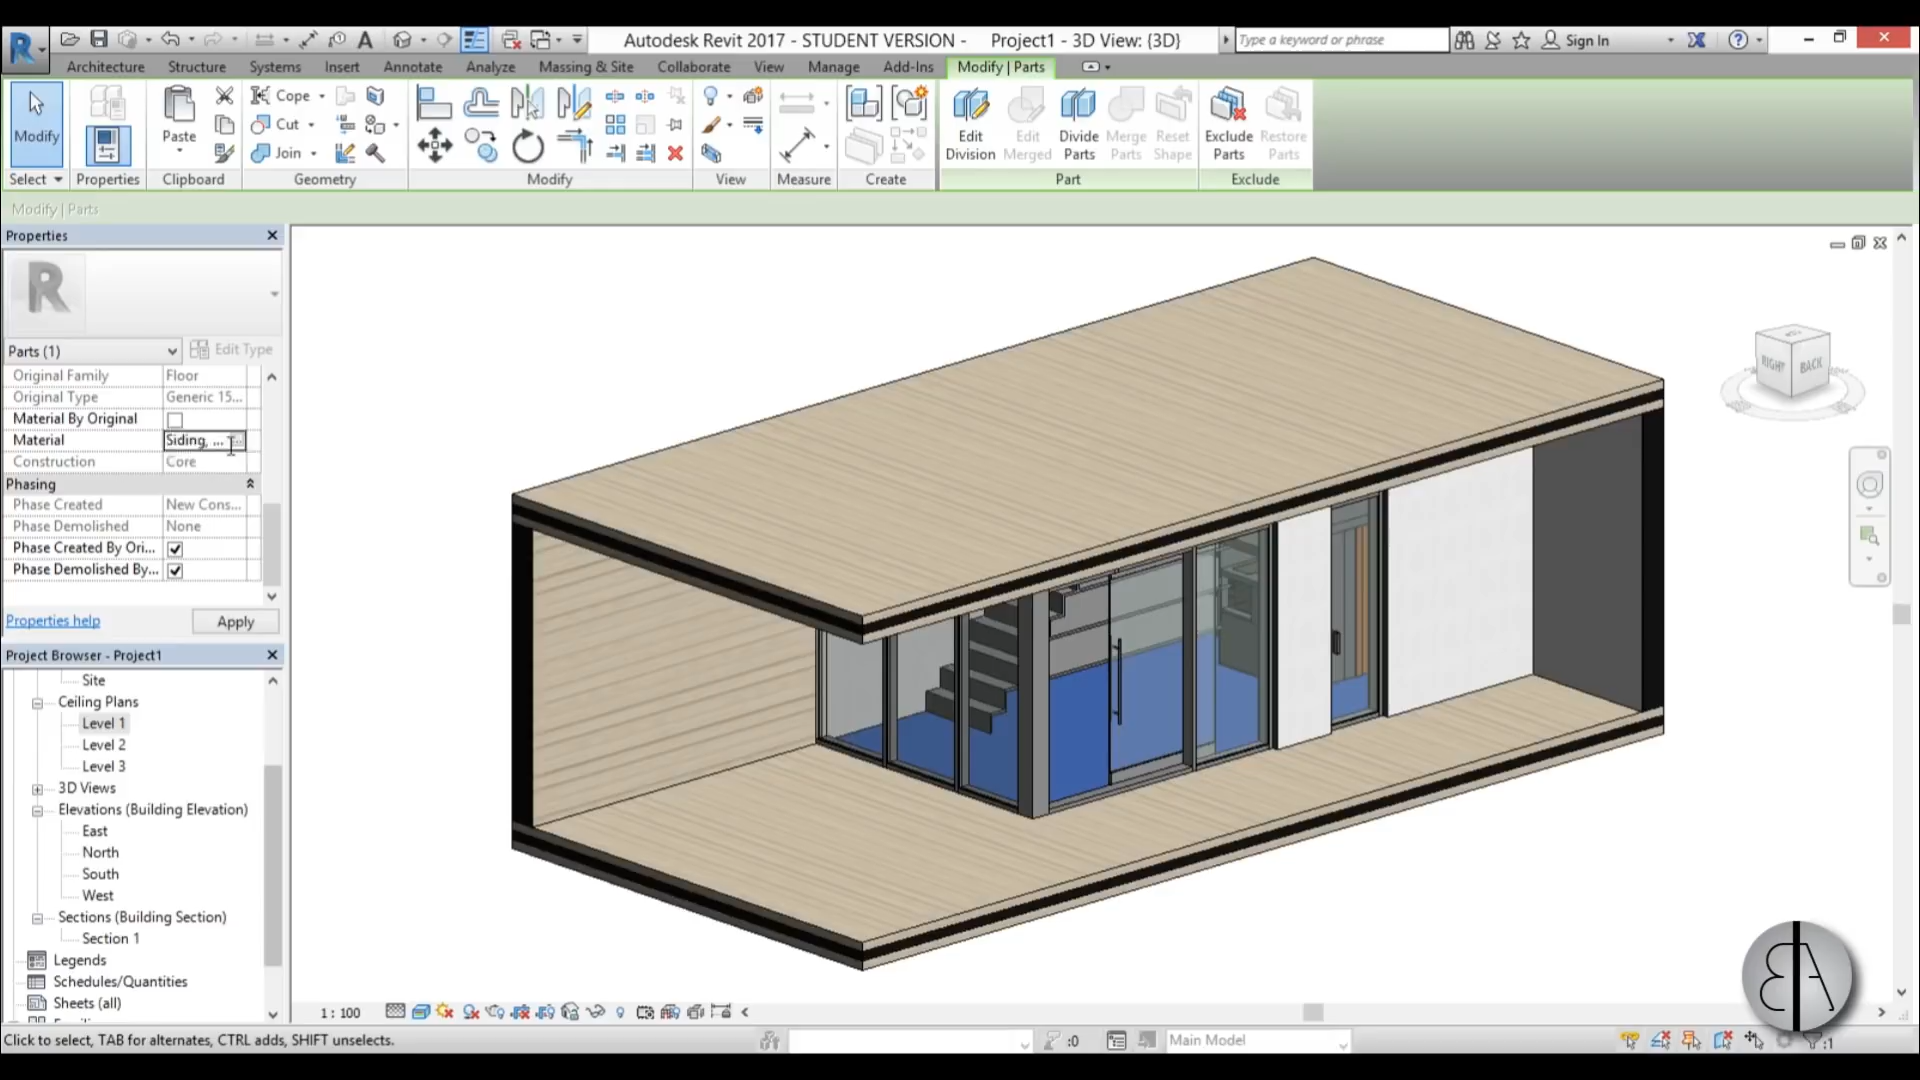 Autodesk Revit 2017 - STUDENT VERSION - Project1 - 3D View: {3D}
Type a keyword or phrase
Sign In
Architecture Structure Systems Insert Annotate Analyze Massing & Site Collaborate View Manage Add-Ins Modify | Parts
Modify
Paste
Cope
Cut
Join
Edit Division
Edit Merged
Divide Parts
Merge Parts
Reset Shape
Exclude Parts
Restore Parts
Select Properties Clipboard Geometry Modify View Measure Create Part Exclude
Modify | Parts
Properties
Parts (1) Edit Type
Original Family Floor
Original Type Generic 15...
Material By Original
Material Siding, ...
Construction Core
Phasing
Phase Created New Cons...
Phase Demolished None
Phase Created By Ori...
Phase Demolished By...
Properties help Apply
Project Browser - Project1
Site
Ceiling Plans
Level 1
Level 2
Level 3
3D Views
Elevations (Building Elevation)
East
North
South
West
Sections (Building Section)
Section 1
Legends
Schedules/Quantities
Sheets (all)
RIGHT BACK
1 : 100
Click to select, TAB for alternates, CTRL adds, SHIFT unselects.
:0
Main Model
:1